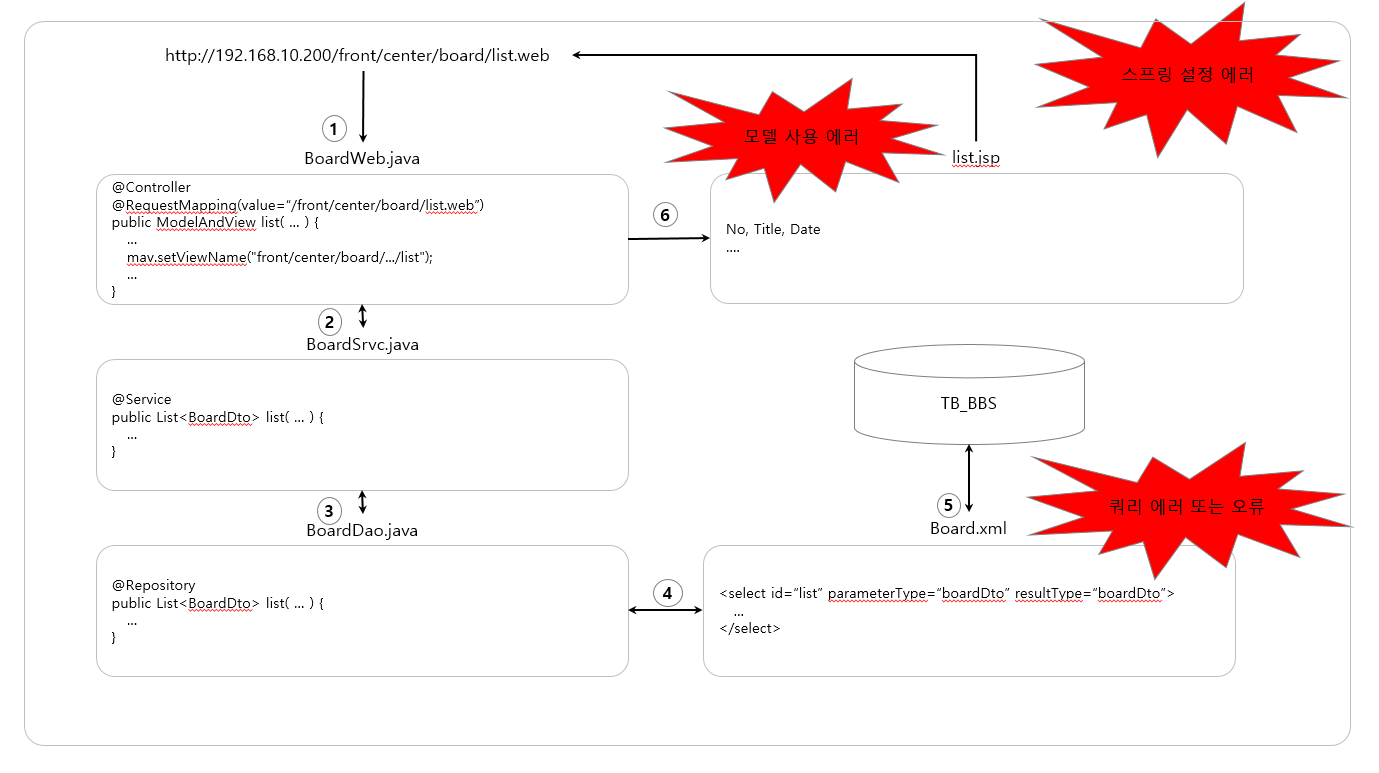 http://192.168.10.200/front/center/board/list.web
스프링 설정 에러
1
BoardWeb.java
모델 사용 에러
list.jsp
@Controller
@RequestMapping(value=“/front/center/board/list.web”)
public ModelAndView list( ... ) {
...
mav.setViewName("front/center/board/.../list");
...
}
6
No, Title, Date
....
2
BoardSrvc.java
@Service
public List<BoardDto> list( ... ) {
...
}
TB_BBS
3
BoardDao.java
5
Board.xml
쿼리 에러 또는 오류
@Repository
public List<BoardDto> list( ... ) {
...
}
4
<select id=“list” parameterType=“boardDto” resultType=“boardDto”>
...
</select>